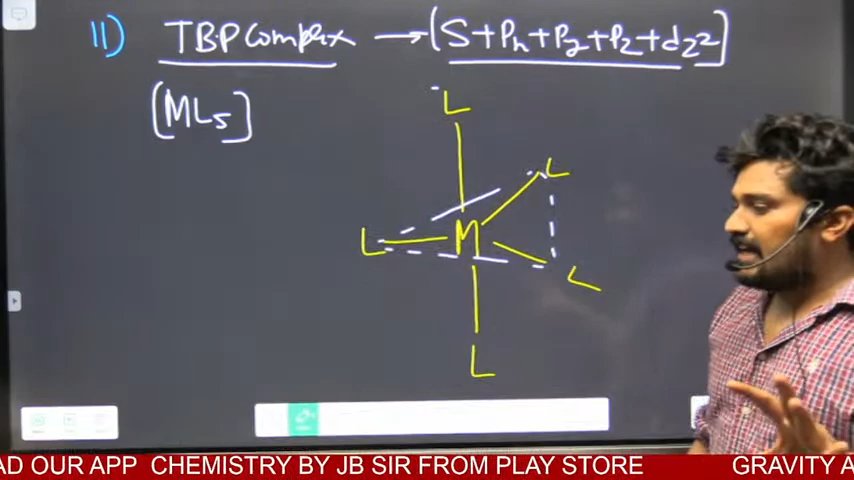 11) TBP Complex → (S+Px+Py+Pz+dz²]
[ML5]
L
L
L M
L
L
AD OUR APP CHEMISTRY BY JB SIR FROM PLAY STORE GRAVITY A